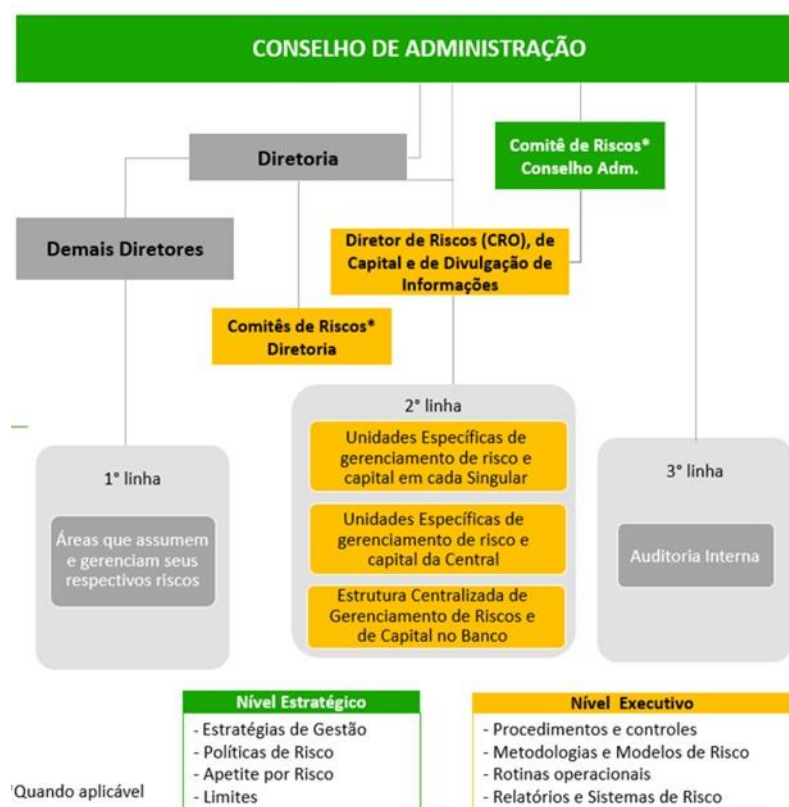 CONSELHO DE ADMINISTRAÇÃO
Diretoria
Comitê de Riscos*
Conselho Adm.
Demais Diretores
Diretor de Riscos (CRO), de
Capital e de Divulgação de
Informações
Comitês de Riscos*
Diretoria
1° linha
Áreas que assumem
e gerenciam seus
respectivos riscos
2° linha
Unidades Específicas de
gerenciamento de risco e
capital em cada Singular
Unidades Específicas de
gerenciamento de risco e
capital da Central
Estrutura Centralizada de
Gerenciamento de Riscos e
de Capital no Banco
3° linha
Auditoria Interna
Nível Estratégico
- Estratégias de Gestão
- Políticas de Risco
- Apetite por Risco
- Limites
Nível Executivo
- Procedimentos e controles
- Metodologias e Modelos de Risco
- Rotinas operacionais
- Relatórios e Sistemas de Risco
*Quando aplicável